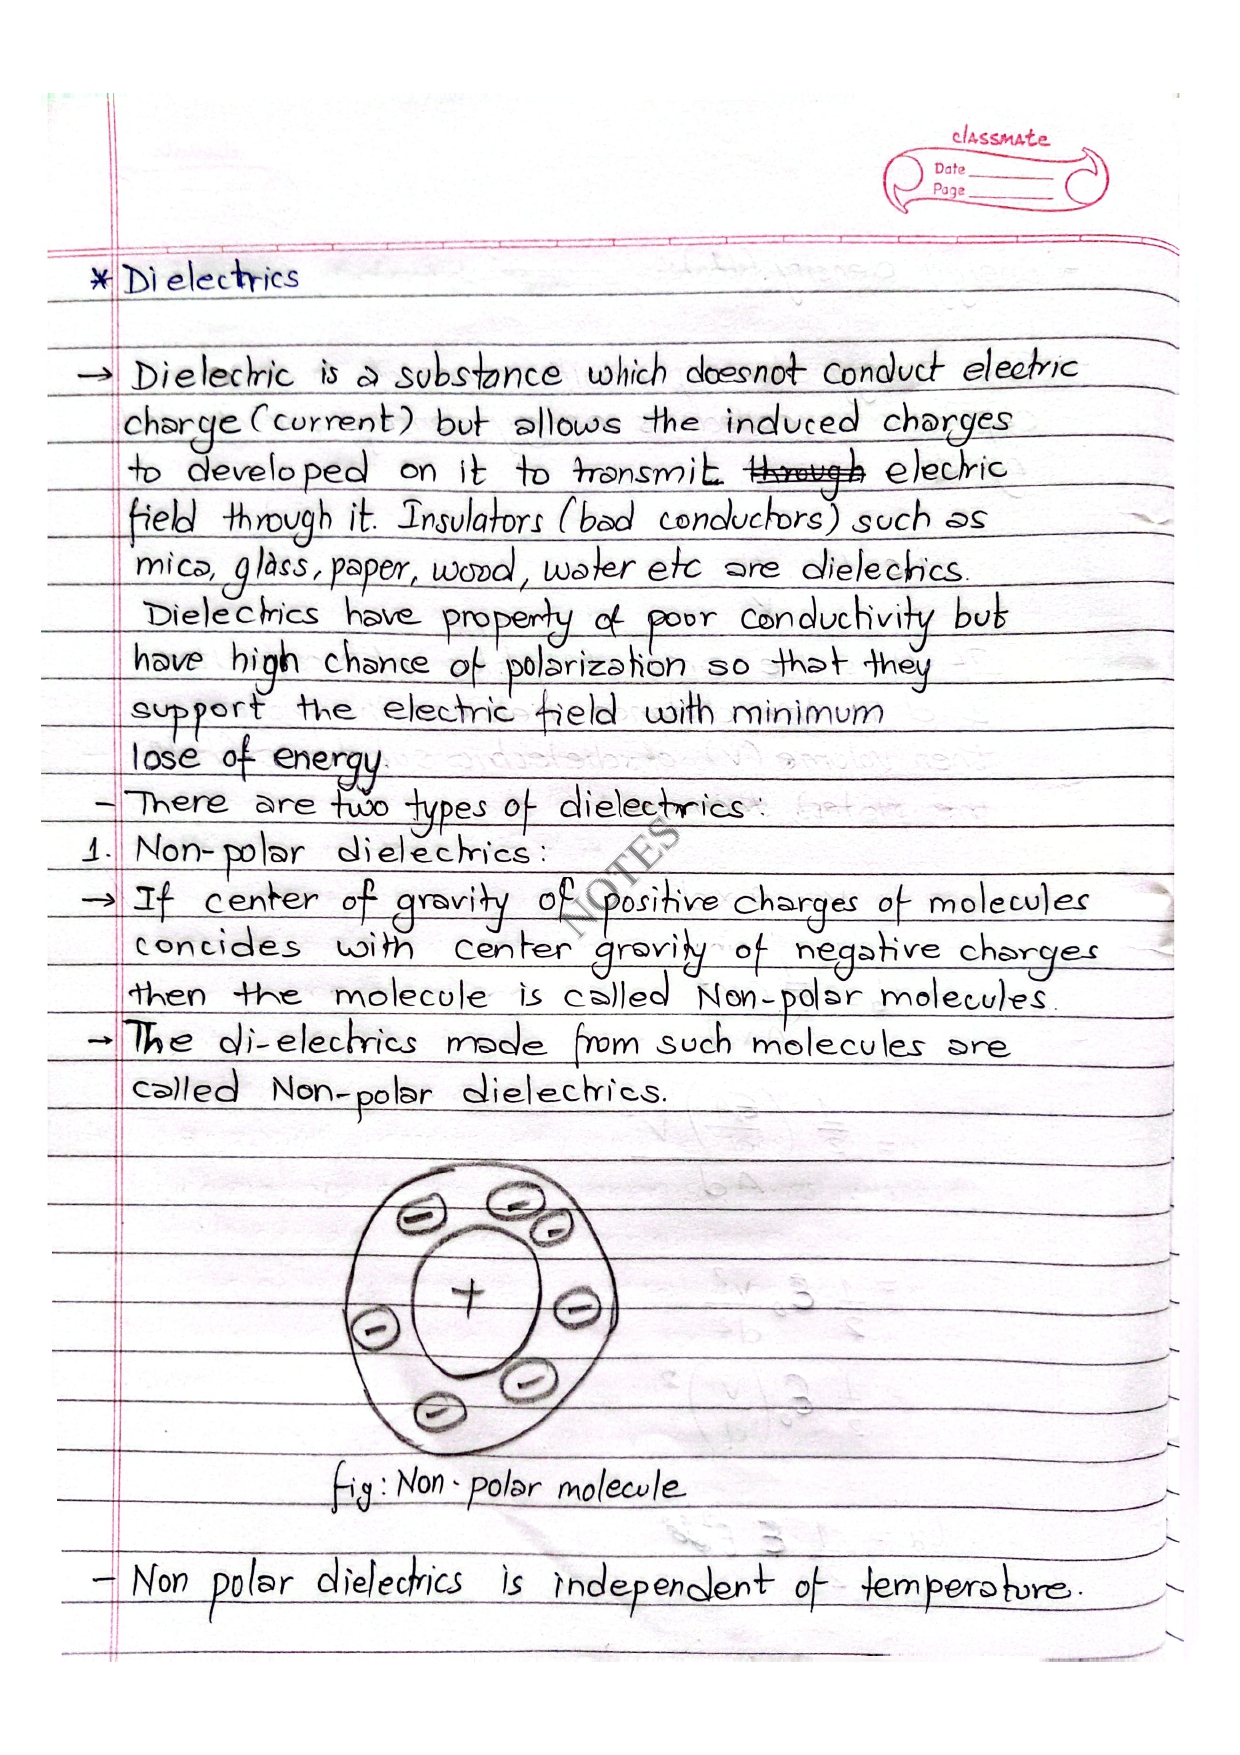 classmate
Date
Page
* Dielectrics
→ Dielectric is a substance which doesnot conduct electric
charge (current) but allows the induced charges
to developed on it to transmit through electric
field through it. Insulators (bad conductors) such as
mica, glass, paper, wood, water etc are dielectrics.
Dielectrics have property of poor conductivity but
have high chance of polarization so that they
support the electric field with minimum
lose of energy.
- There are two types of dielectrics:
1. Non-polar dielectrics:
→ If center of gravity of positive charges of molecules
concides with center gravity of negative charges
then the molecule is called Non-polar molecules.
→ The di-electrics made from such molecules are
called Non-polar dielectrics.
+
fig: Non-polar molecule
- Non polar dielectrics is independent of temperature.
NOTES